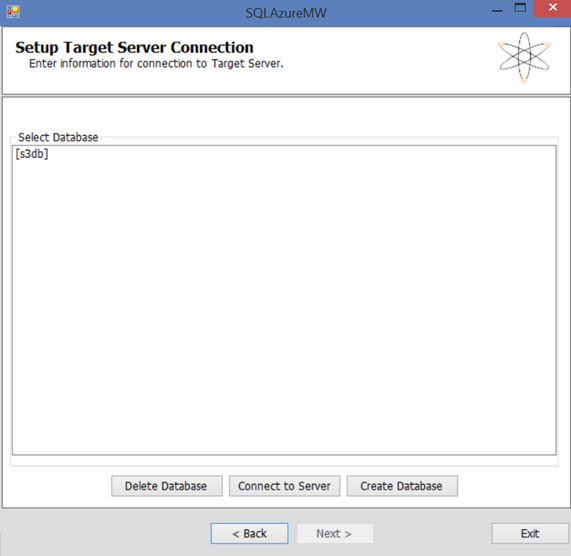 SQLAzureMW
Setup Target Server Connection
Enter information for connection to Target Server.
Select Database
[s3db]
Delete Database
Connect to Server
Create Database
< Back
Next >
Exit